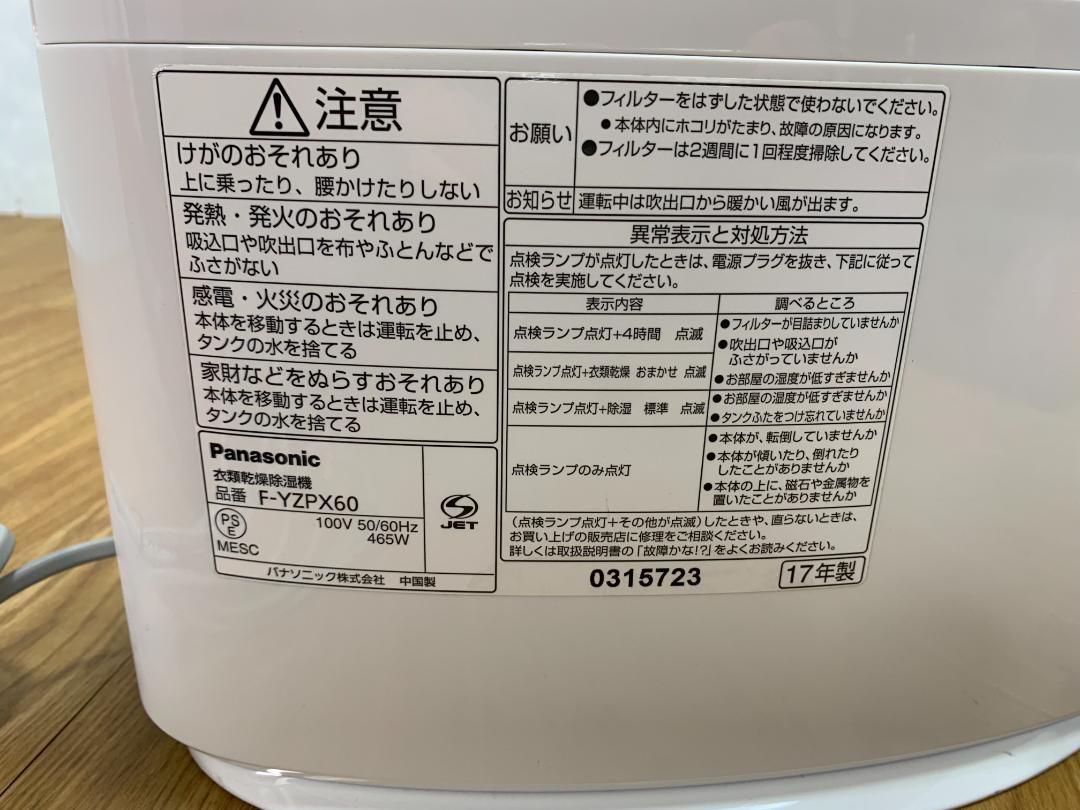 注意
けがのおそれあり
上に乗ったり、腰かけたりしない
発熱・発火のおそれあり
吸込口や吹出口を布やふとんなどで
ふさがない
感電・火災のおそれあり
本体を移動するときは運転を止め、
タンクの水を捨てる
家財などをぬらすおそれあり
本体を移動するときは運転を止め、
タンクの水を捨てる
Panasonic
衣類乾燥除湿機
品番 F-YZPX60
PS
E
MESC
100V 50/60Hz
465W
JET
パナソニック株式会社 中国製
お願い
●フィルターをはずした状態で使わないでください。
●本体内にホコリがたまり、故障の原因になります。
●フィルターは2週間に1回程度掃除してください。
お知らせ 運転中は吹出口から暖かい風が出ます。
異常表示と対処方法
点検ランプが点灯したときは、電源プラグを抜き、下記に従って
点検を実施してください。
表示内容 調べるところ
点検ランプ点灯+4時間 点滅
点検ランプ点灯+衣類乾燥 おまかせ 点滅
●フィルターが目詰まりしていませんか
●吹出口や吸込口が
ふさがっていませんか
●お部屋の湿度が低すぎませんか
点検ランプ点灯+除湿 標準 点滅
●お部屋の温度が低すぎませんか
●タンクふたをつけ忘れていませんか
点検ランプのみ点灯
●本体が、転倒していませんか
●本体が傾いたり、倒れたり
したことがありませんか
●本体の上に、磁石や金属物を
置いたことがありませんか
(点検ランプ点灯+その他が点滅)したときや、直らないときは、
お買い上げの販売店に修理をご相談ください。
詳しくは取扱説明書の「故障かな!?」をよくお読みください。
0315723
17年製